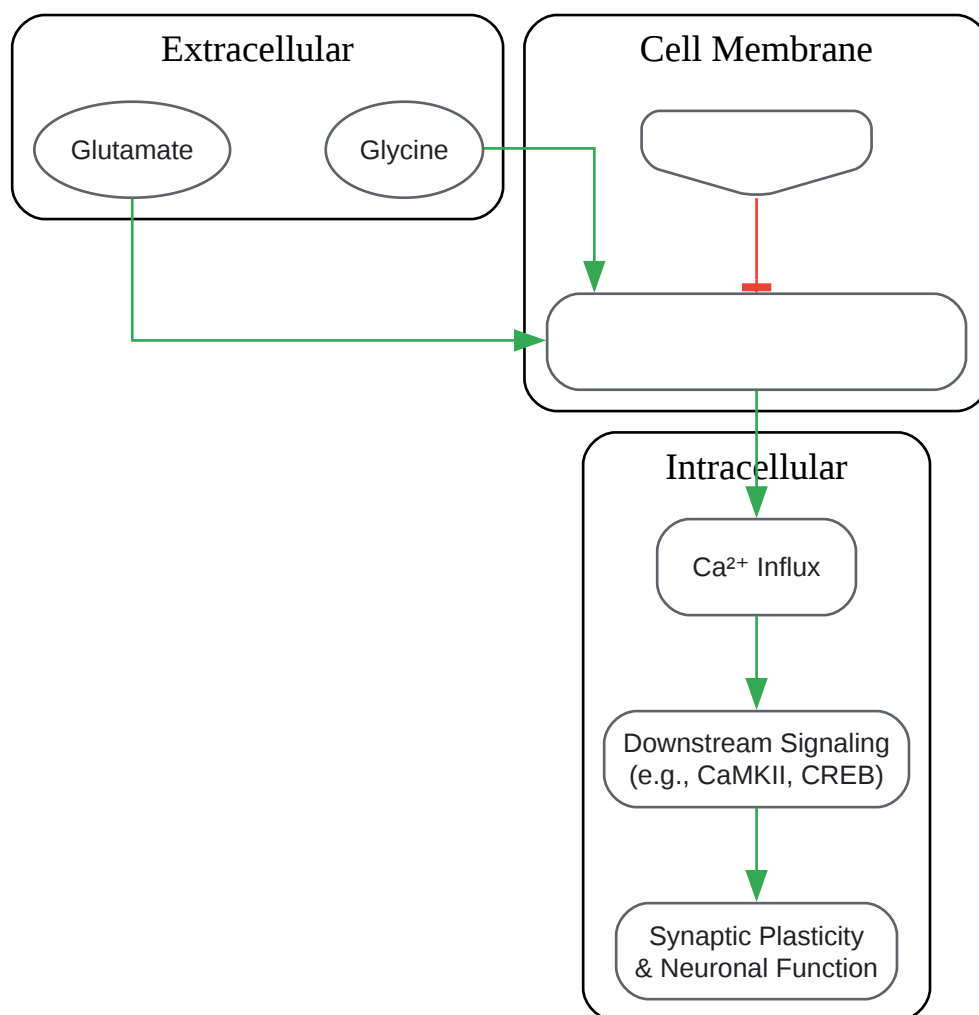 Extracellular
Cell Membrane
Glutamate
Glycine
Intracellular
Ca²⁺ Influx
Downstream Signaling
(e.g., CaMKII, CREB)
Synaptic Plasticity
& Neuronal Function